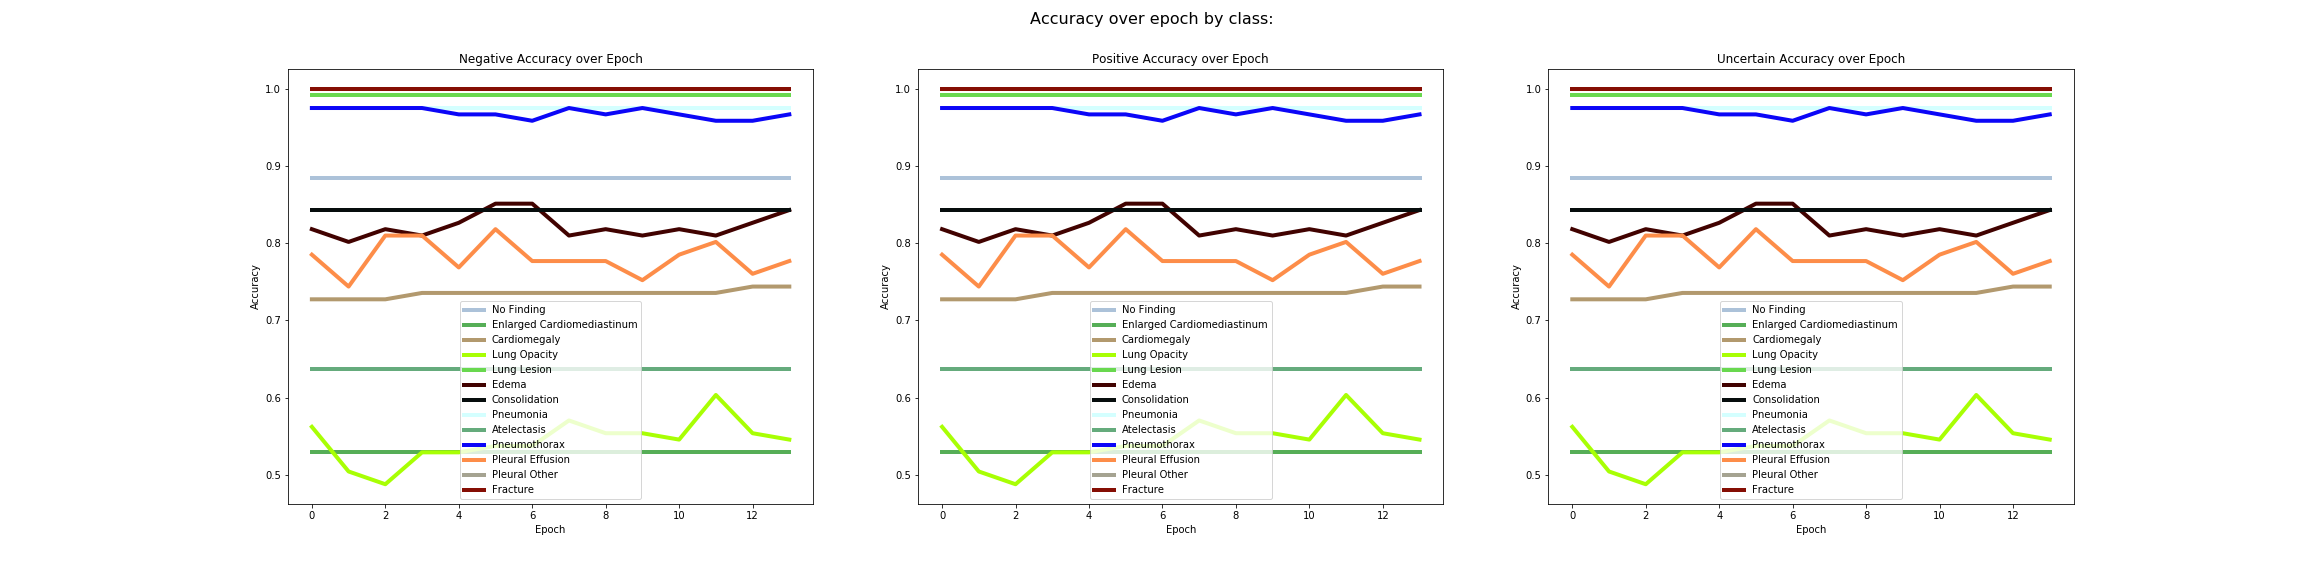 Accuracy over epoch by class:
Negative Accuracy over Epoch
1.0
0.9
0.8
0.7
0.6
0.5
Accuracy
No Finding
Enlarged Cardiomediastinum
Cardiomegaly
Lung Opacity
Lung Lesion
Edema
Consolidation
Pneumonia
Atelectasis
Pneumothorax
Pleural Effusion
Pleural Other
Fracture
0 2 4 6 8 10 12
Epoch
Positive Accuracy over Epoch
1.0
0.9
0.8
0.7
0.6
0.5
Accuracy
No Finding
Enlarged Cardiomediastinum
Cardiomegaly
Lung Opacity
Lung Lesion
Edema
Consolidation
Pneumonia
Atelectasis
Pneumothorax
Pleural Effusion
Pleural Other
Fracture
0 2 4 6 8 10 12
Epoch
Uncertain Accuracy over Epoch
1.0
0.9
0.8
0.7
0.6
0.5
Accuracy
No Finding
Enlarged Cardiomediastinum
Cardiomegaly
Lung Opacity
Lung Lesion
Edema
Consolidation
Pneumonia
Atelectasis
Pneumothorax
Pleural Effusion
Pleural Other
Fracture
0 2 4 6 8 10 12
Epoch